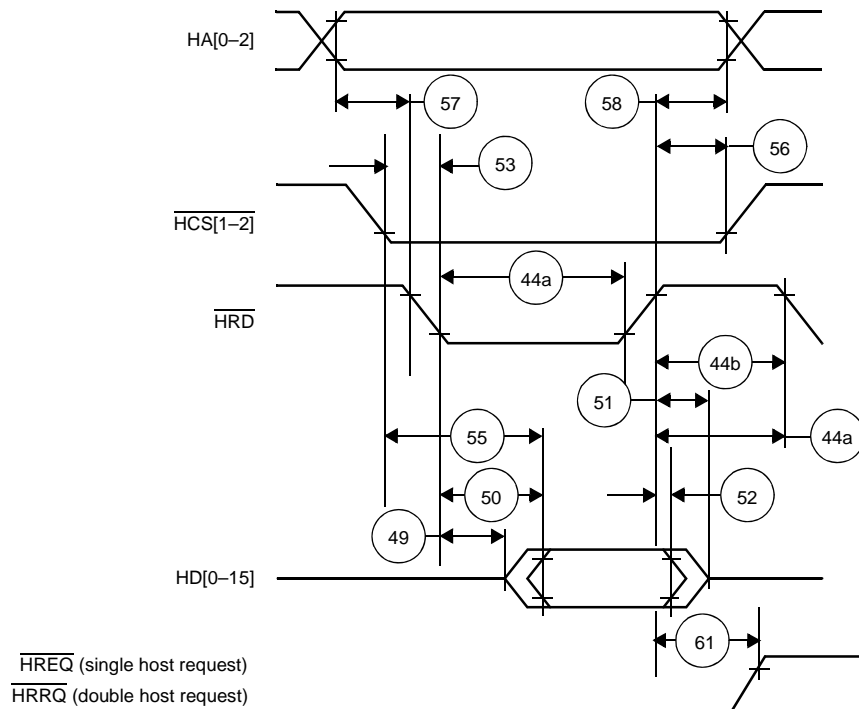 HA[0–2]
57
58
53
56
HCS[1–2]
44a
HRD
44b
51
55
44a
50
52
49
HD[0–15]
61
HREQ (single host request)
HRRQ (double host request)